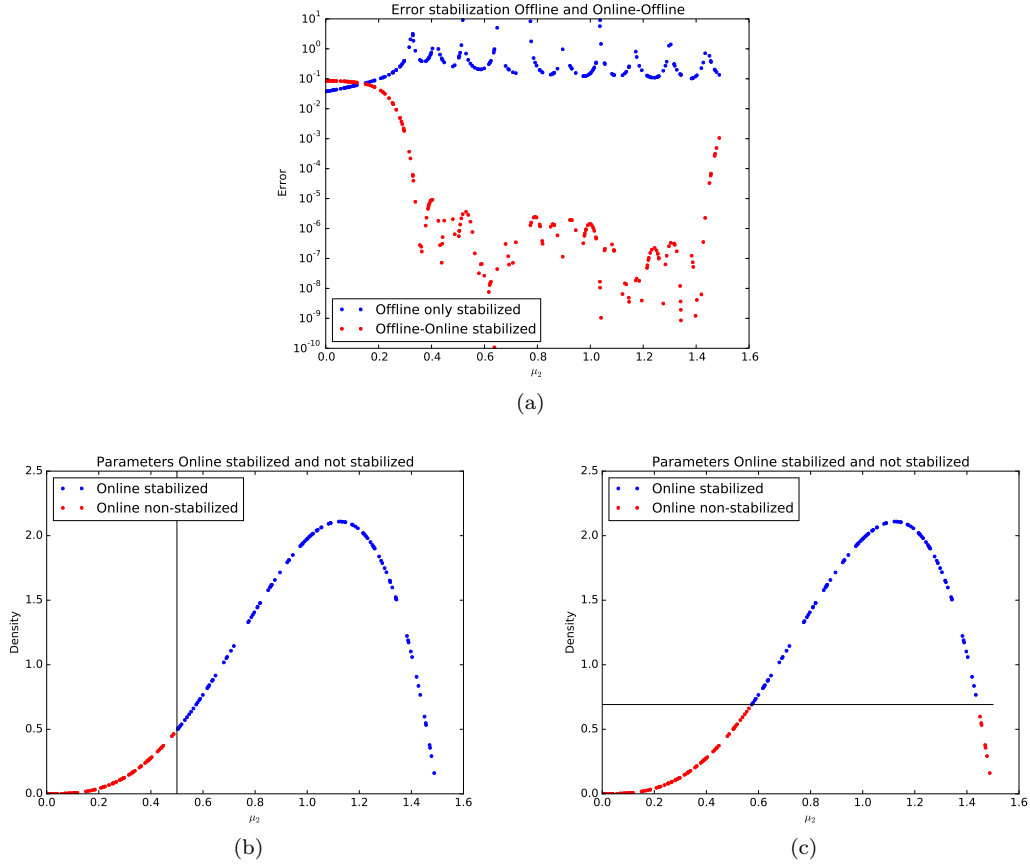 Error stabilization Offline and Online-Offline
10^1
10^0
10^-1
10^-2
10^-3
10^-4
10^-5
10^-6
10^-7
10^-8
10^-9
10^-10
Error
Offline only stabilized
Offline-Online stabilized
0.0 0.2 0.4 0.6 0.8 1.0 1.2 1.4 1.6
μ_2
(a)
Parameters Online stabilized and not stabilized
2.5
2.0
1.5
1.0
0.5
0.0
Density
Online stabilized
Online non-stabilized
0.0 0.2 0.4 0.6 0.8 1.0 1.2 1.4 1.6
μ_2
(b)
Parameters Online stabilized and not stabilized
2.5
2.0
1.5
1.0
0.5
0.0
Density
Online stabilized
Online non-stabilized
0.0 0.2 0.4 0.6 0.8 1.0 1.2 1.4 1.6
μ_2
(c)